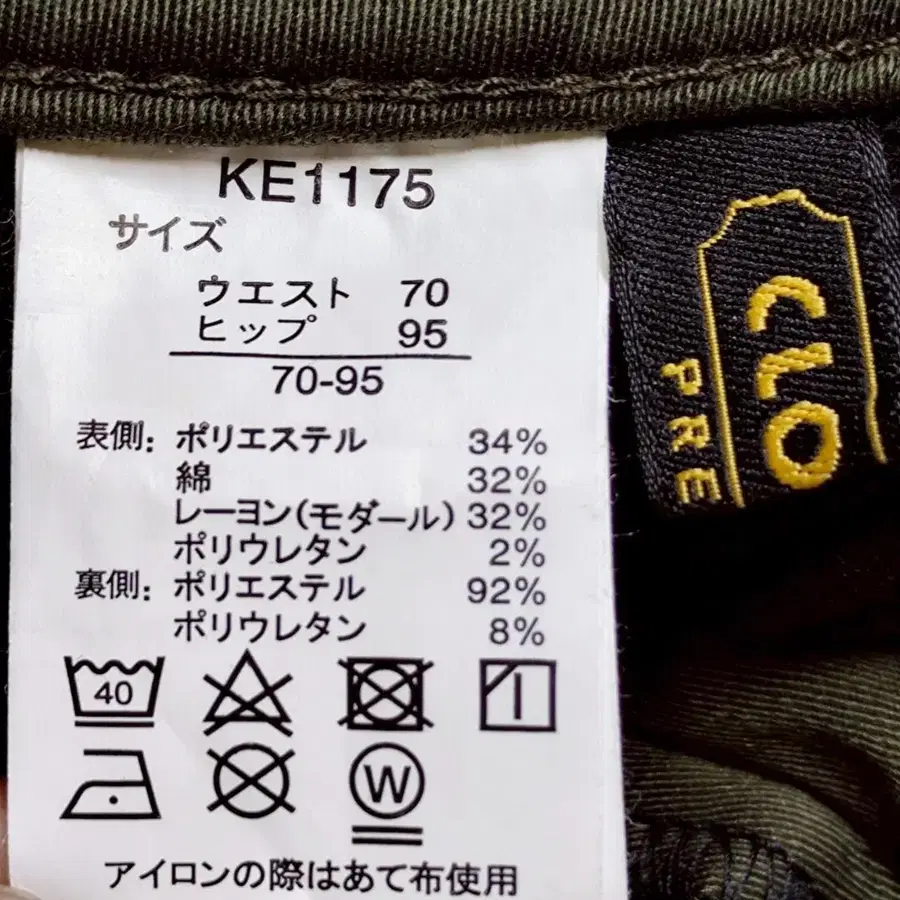 KE1175
サイズ
ウエスト 70
ヒップ 95
70-95
表側: ポリエステル 34%
綿 32%
レーヨン(モダール) 32%
ポリウレタン 2%
裏側: ポリエステル 92%
ポリウレタン 8%
40
W
アイロンの際はあて布使用
CLO
PRE